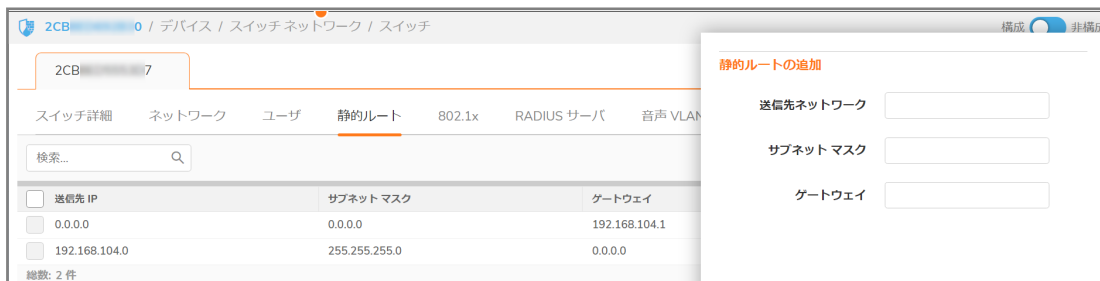 2CB 0 / デバイス / スイッチ ネットワーク / スイッチ
構成 非構成
2CB 7
スイッチ詳細 ネットワーク ユーザ 静的ルート 802.1x RADIUS サーバ 音声 VLAN
検索...
送信先 IP サブネット マスク ゲートウェイ
0.0.0.0 0.0.0.0 192.168.104.1
192.168.104.0 255.255.255.0 0.0.0.0
総数: 2 件
静的ルートの追加
送信先ネットワーク
サブネット マスク
ゲートウェイ